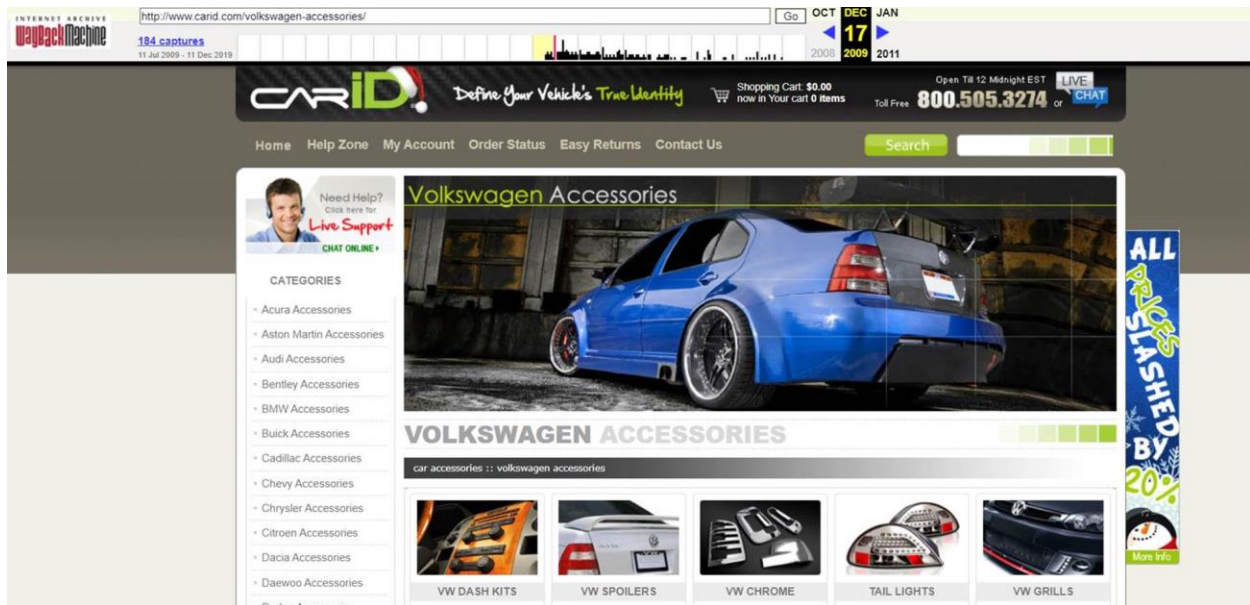 INTERNET ARCHIVE
WayBackMachine
http://www.carid.com/volkswagen-accessories/
Go
OCT DEC JAN
17
2008 2009 2011
184 captures
11 Jul 2009 - 11 Dec 2019
CARiD
Define Your Vehicle's True Identity
Shopping Cart: $0.00
now in Your cart 0 items
Open Till 12 Midnight EST
Toll Free 800.505.3274 or
LIVE
CHAT
Home Help Zone My Account Order Status Easy Returns Contact Us
Search
Need Help?
Click here for
Live Support
CHAT ONLINE
CATEGORIES
Acura Accessories
Aston Martin Accessories
Audi Accessories
Bentley Accessories
BMW Accessories
Buick Accessories
Cadillac Accessories
Chevy Accessories
Chrysler Accessories
Citroen Accessories
Dacia Accessories
Daewoo Accessories
Volkswagen Accessories
VOLKSWAGEN ACCESSORIES
car accessories :: volkswagen accessories
VW DASH KITS
VW SPOILERS
VW CHROME
TAIL LIGHTS
VW GRILLS
ALL
PRICES
SLASHED
BY
20%
More Info